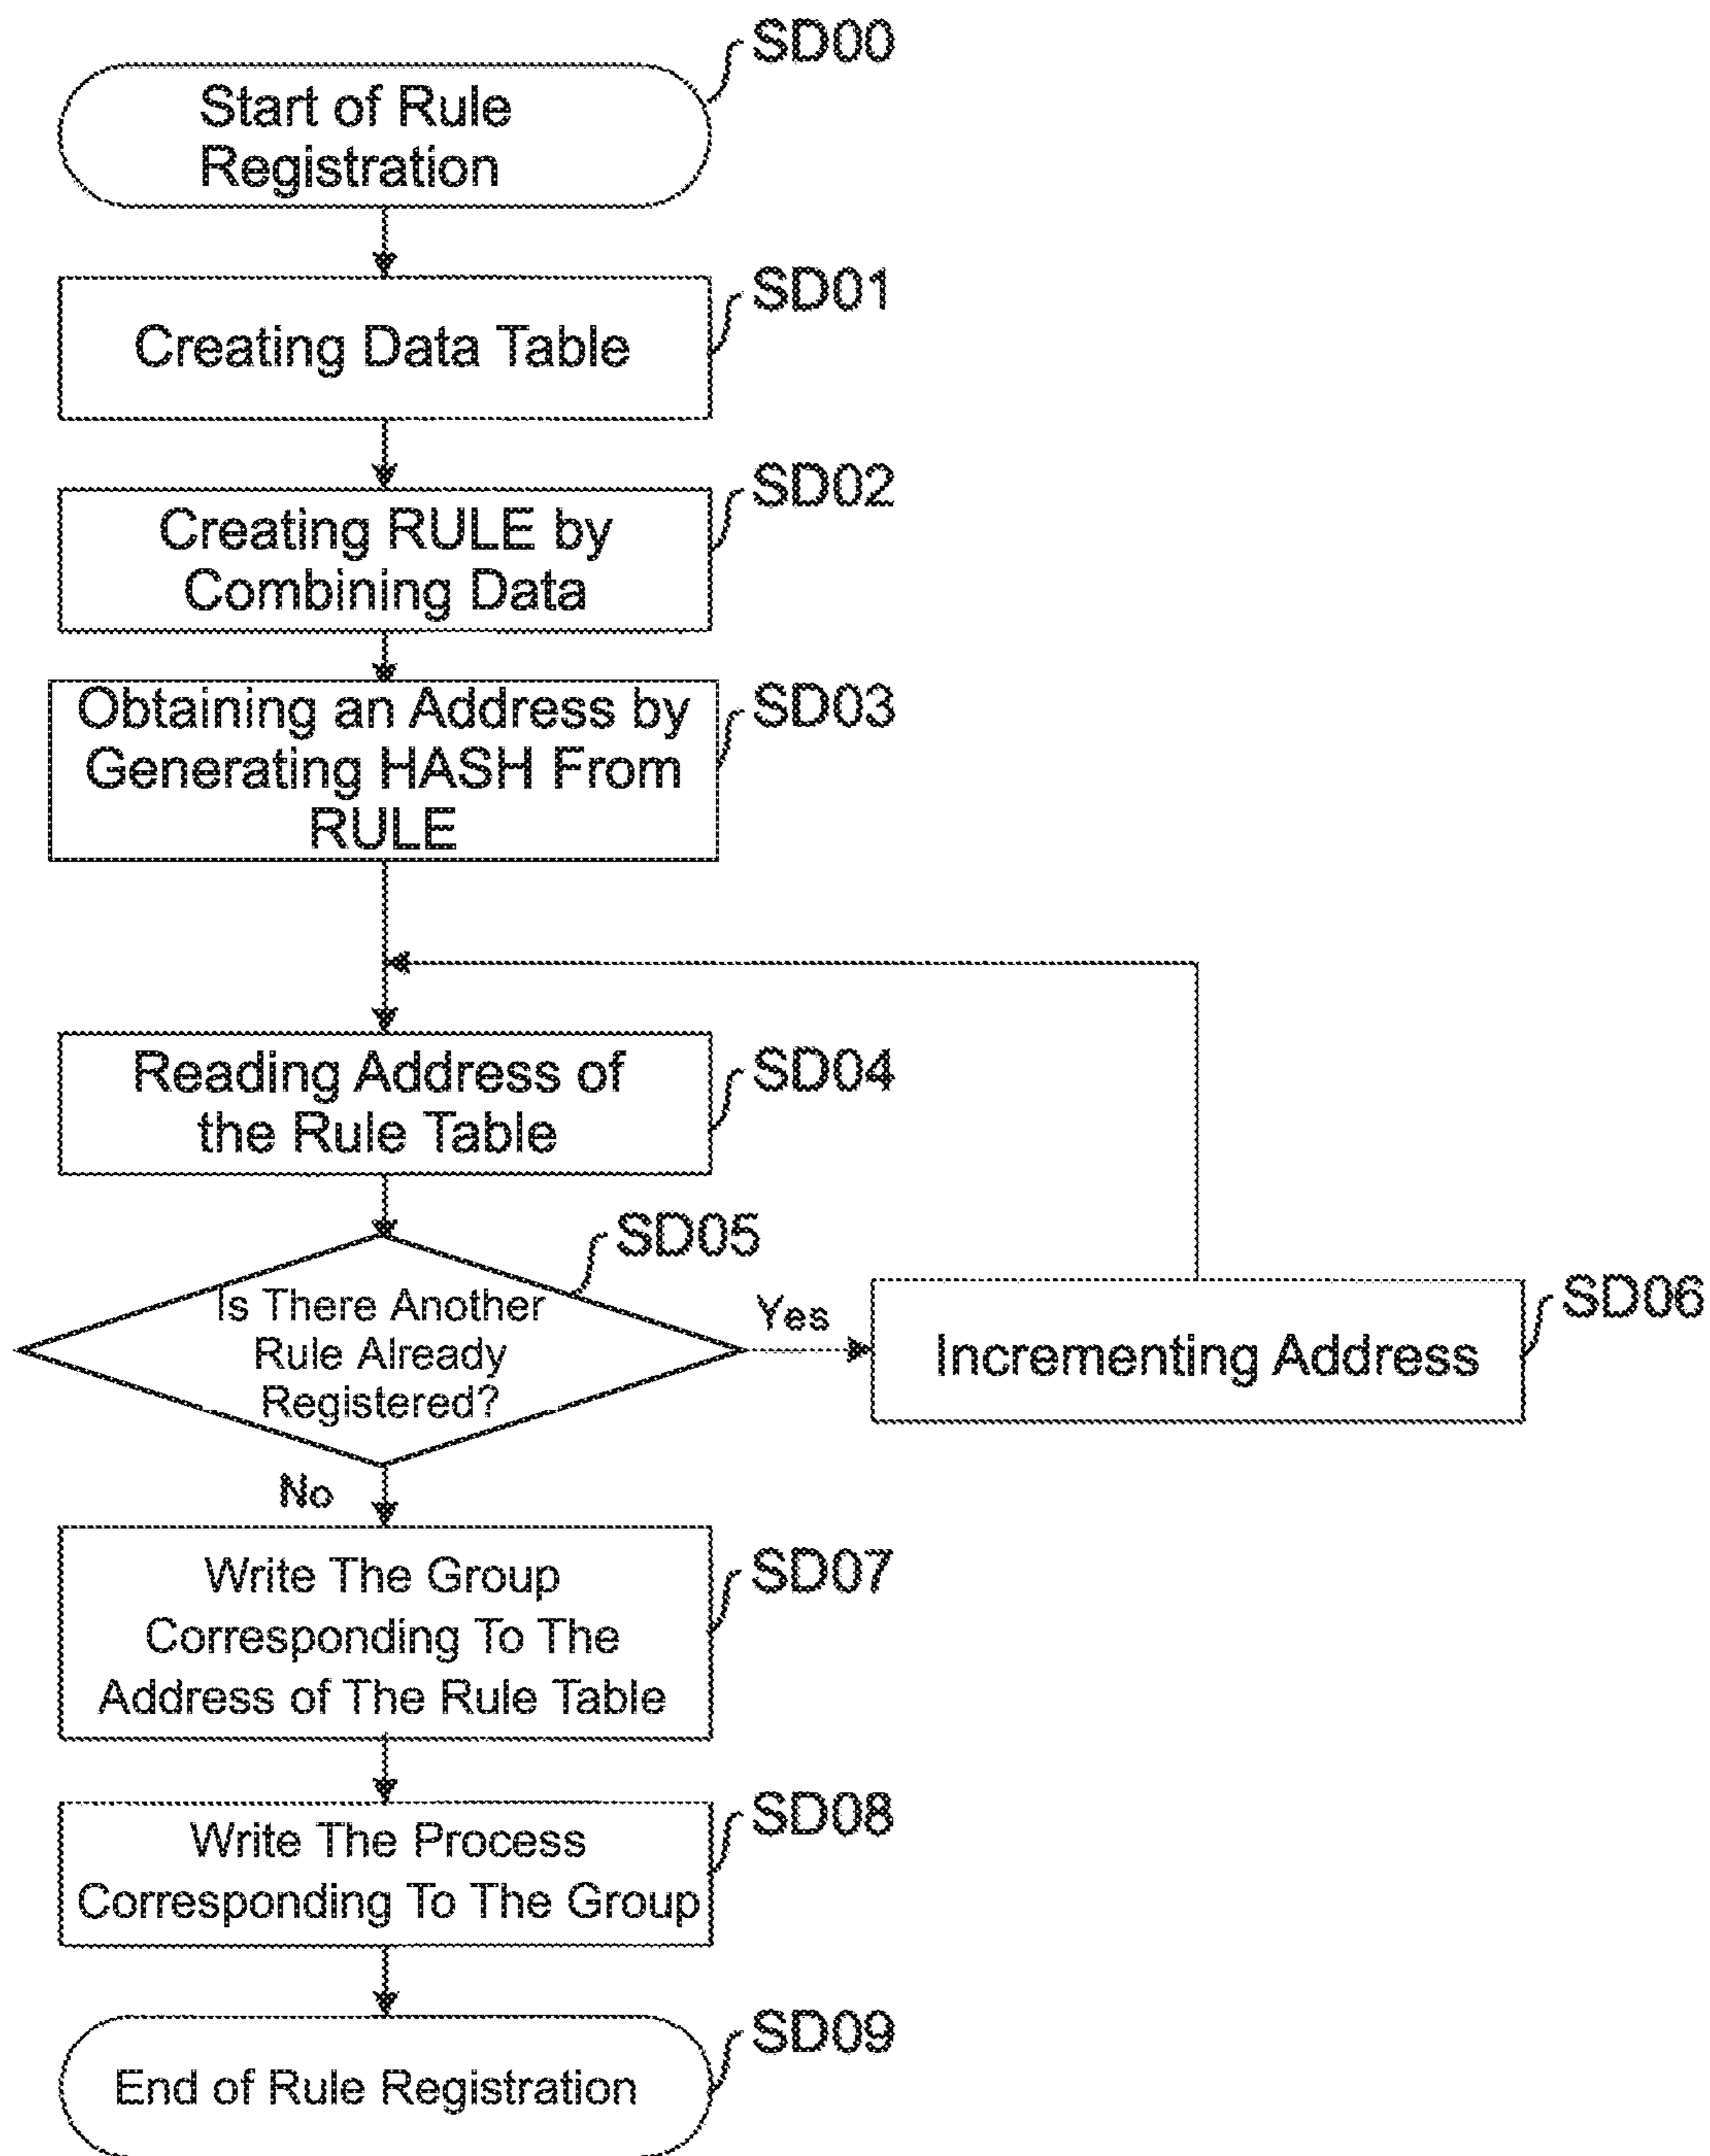 SD00
Start of Rule
Registration
SD01
Creating Data Table
SD02
Creating RULE by
Combining Data
SD03
Obtaining an Address by
Generating HASH From
RULE
SD04
Reading Address of
the Rule Table
SD05
Is There Another
Rule Already
Registered?
Yes
SD06
Incrementing Address
No
SD07
Write The Group
Corresponding To The
Address of The Rule Table
SD08
Write The Process
Corresponding To The Group
SD09
End of Rule Registration